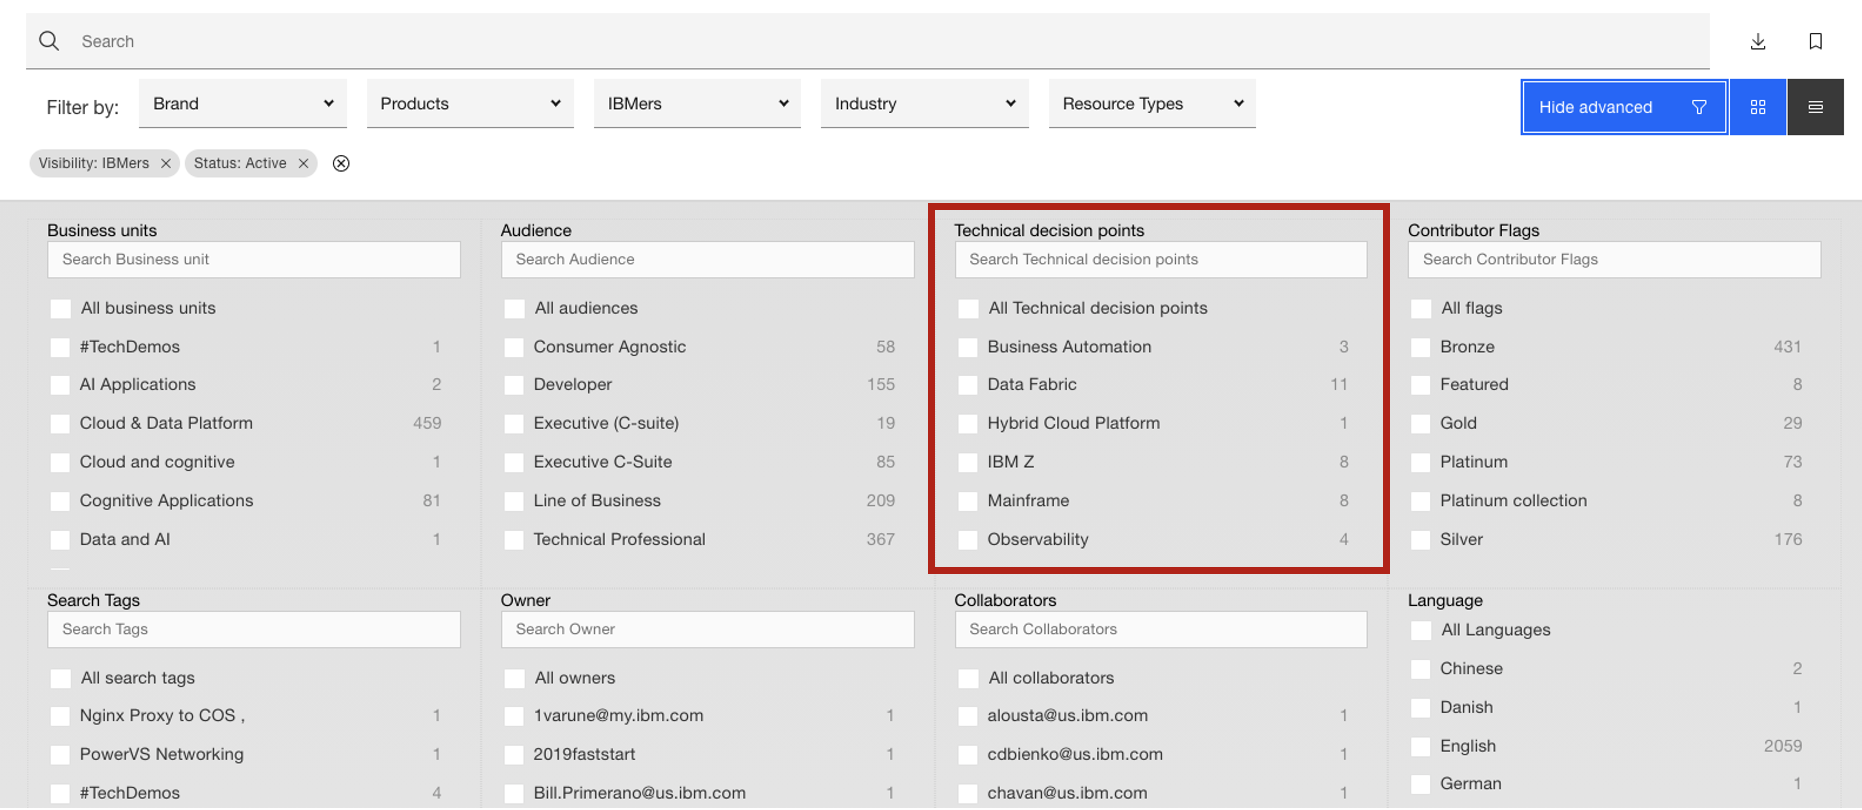 Search
Filter by:
Brand
Products
IBMers
Industry
Resource Types
Hide advanced
Visibility: IBMers
Status: Active
Business units
Search Business unit
All business units
#TechDemos 1
AI Applications 2
Cloud & Data Platform 459
Cloud and cognitive 1
Cognitive Applications 81
Data and AI 1
Audience
Search Audience
All audiences
Consumer Agnostic 58
Developer 155
Executive (C-suite) 19
Executive C-Suite 85
Line of Business 209
Technical Professional 367
Technical decision points
Search Technical decision points
All Technical decision points
Business Automation 3
Data Fabric 11
Hybrid Cloud Platform 1
IBM Z 8
Mainframe 8
Observability 4
Contributor Flags
Search Contributor Flags
All flags
Bronze 431
Featured 8
Gold 29
Platinum 73
Platinum collection 8
Silver 176
Search Tags
Search Tags
All search tags
Nginx Proxy to COS , 1
PowerVS Networking 1
#TechDemos 4
Owner
Search Owner
All owners
1varune@my.ibm.com 1
2019faststart 1
Bill.Primerano@us.ibm.com 1
Collaborators
Search Collaborators
All collaborators
alousta@us.ibm.com 1
cdbienko@us.ibm.com 1
chavan@us.ibm.com 1
Language
All Languages
Chinese 2
Danish 1
English 2059
German 1